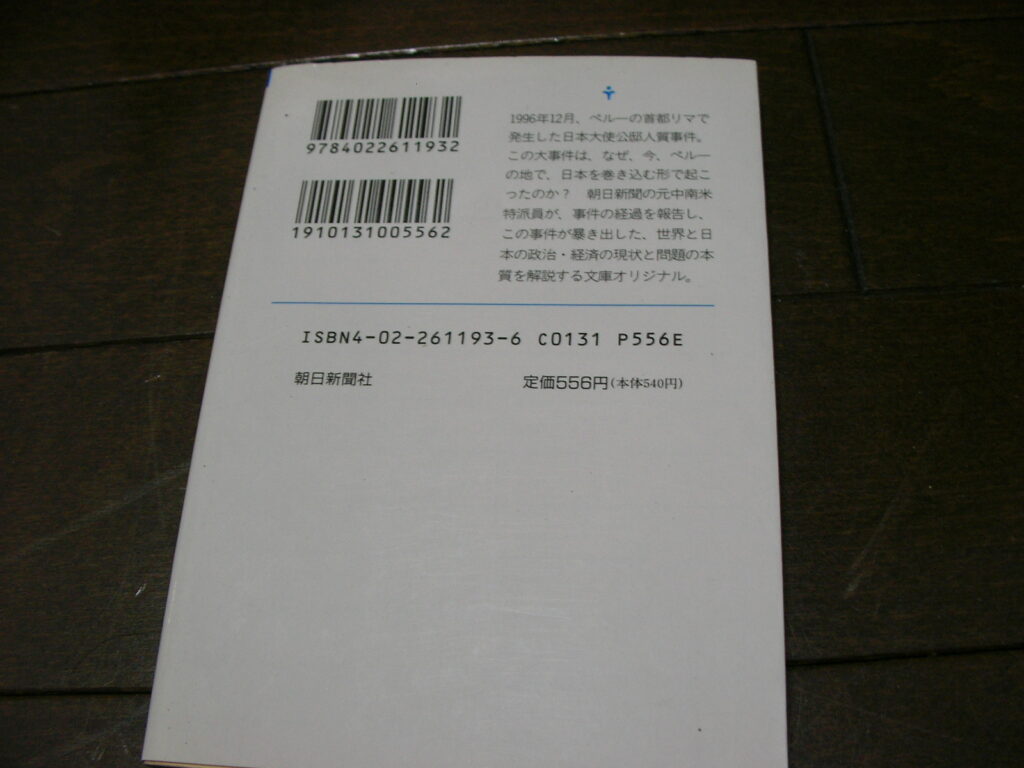 9784022611932
1910131005562
1996年12月、ペルーの首都リマで
発生した日本大使公邸人質事件。
この大事件は、なぜ、今、ペルー
の地で、日本を巻き込む形で起こ
ったのか？　朝日新聞の元中南米
特派員が、事件の経過を報告し、
この事件が暴き出した、世界と日
本の政治・経済の現状と問題の本
質を解説する文庫オリジナル。
ISBN4-02-261193-6 C0131 P556E
朝日新聞社
定価556円(本体540円)